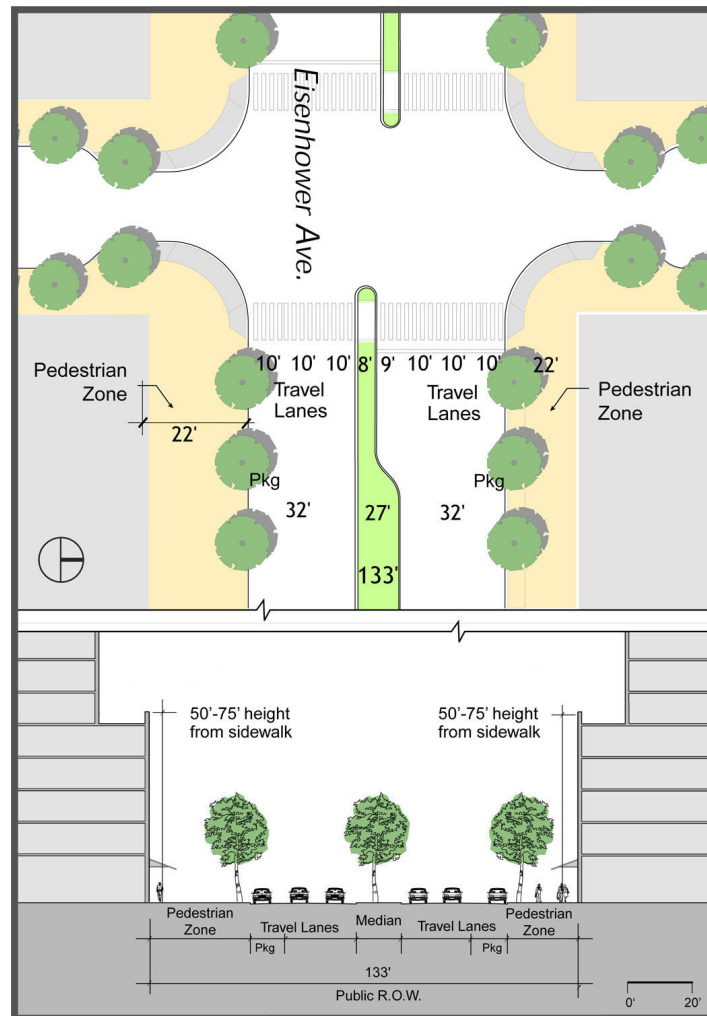 Eisenhower Ave.
10' 10' 10' 8' 9' 10' 10' 10' 22'
Pedestrian
Zone
Travel
Lanes
Travel
Lanes
Pedestrian
Zone
22'
Pkg
Pkg
32'
27'
32'
133'
50'-75' height
from sidewalk
50'-75' height
from sidewalk
Pedestrian
Zone
Travel Lanes
Median
Travel Lanes
Pedestrian
Zone
Pkg
Pkg
133'
Public R.O.W.
0' 20'